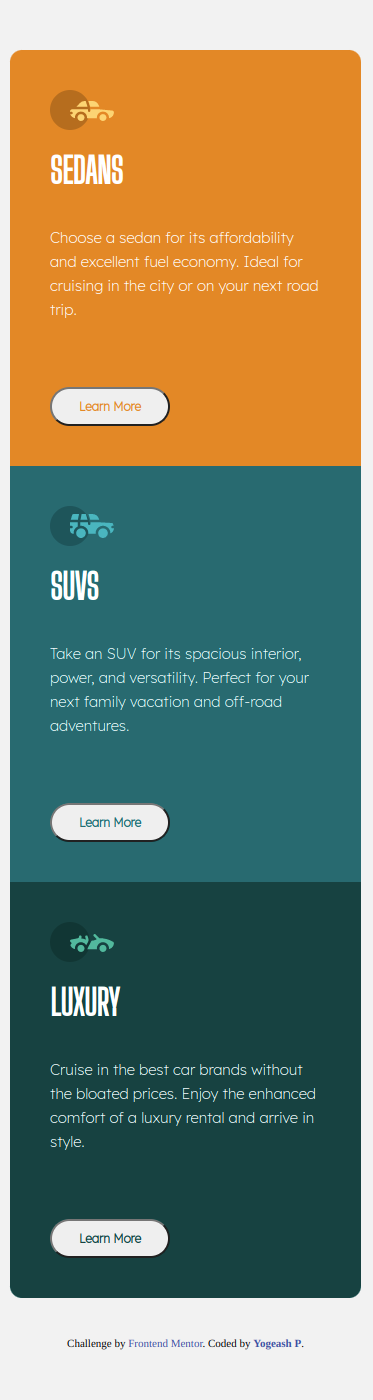 SEDANS
Choose a sedan for its affordability
and excellent fuel economy. Ideal for
cruising in the city or on your next road
trip.
Learn More
SUVS
Take an SUV for its spacious interior,
power, and versatility. Perfect for your
next family vacation and off-road
adventures.
Learn More
LUXURY
Cruise in the best car brands without
the bloated prices. Enjoy the enhanced
comfort of a luxury rental and arrive in
style.
Learn More
Challenge by Frontend Mentor. Coded by Yogeash P.